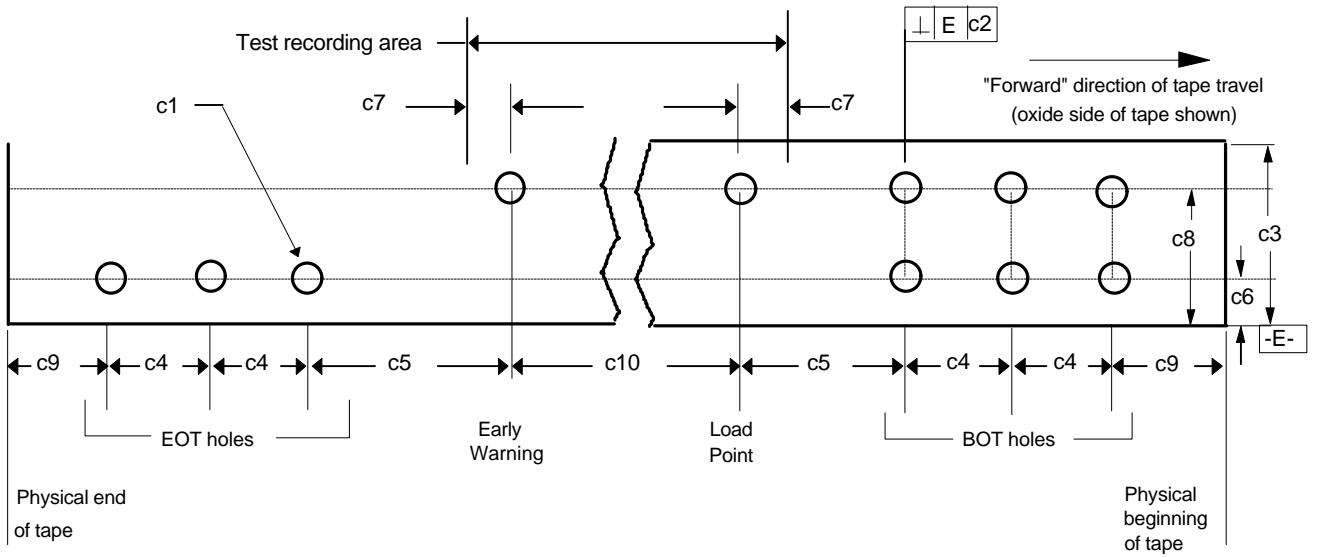 ⊥ E c2
Test recording area
"Forward" direction of tape travel
(oxide side of tape shown)
c7
c7
c1
c8
c3
c6
-E-
c9
c4
c4
c5
c10
c5
c4
c4
c9
EOT holes
Early
Warning
Load
Point
BOT holes
Physical end
of tape
Physical
beginning
of tape